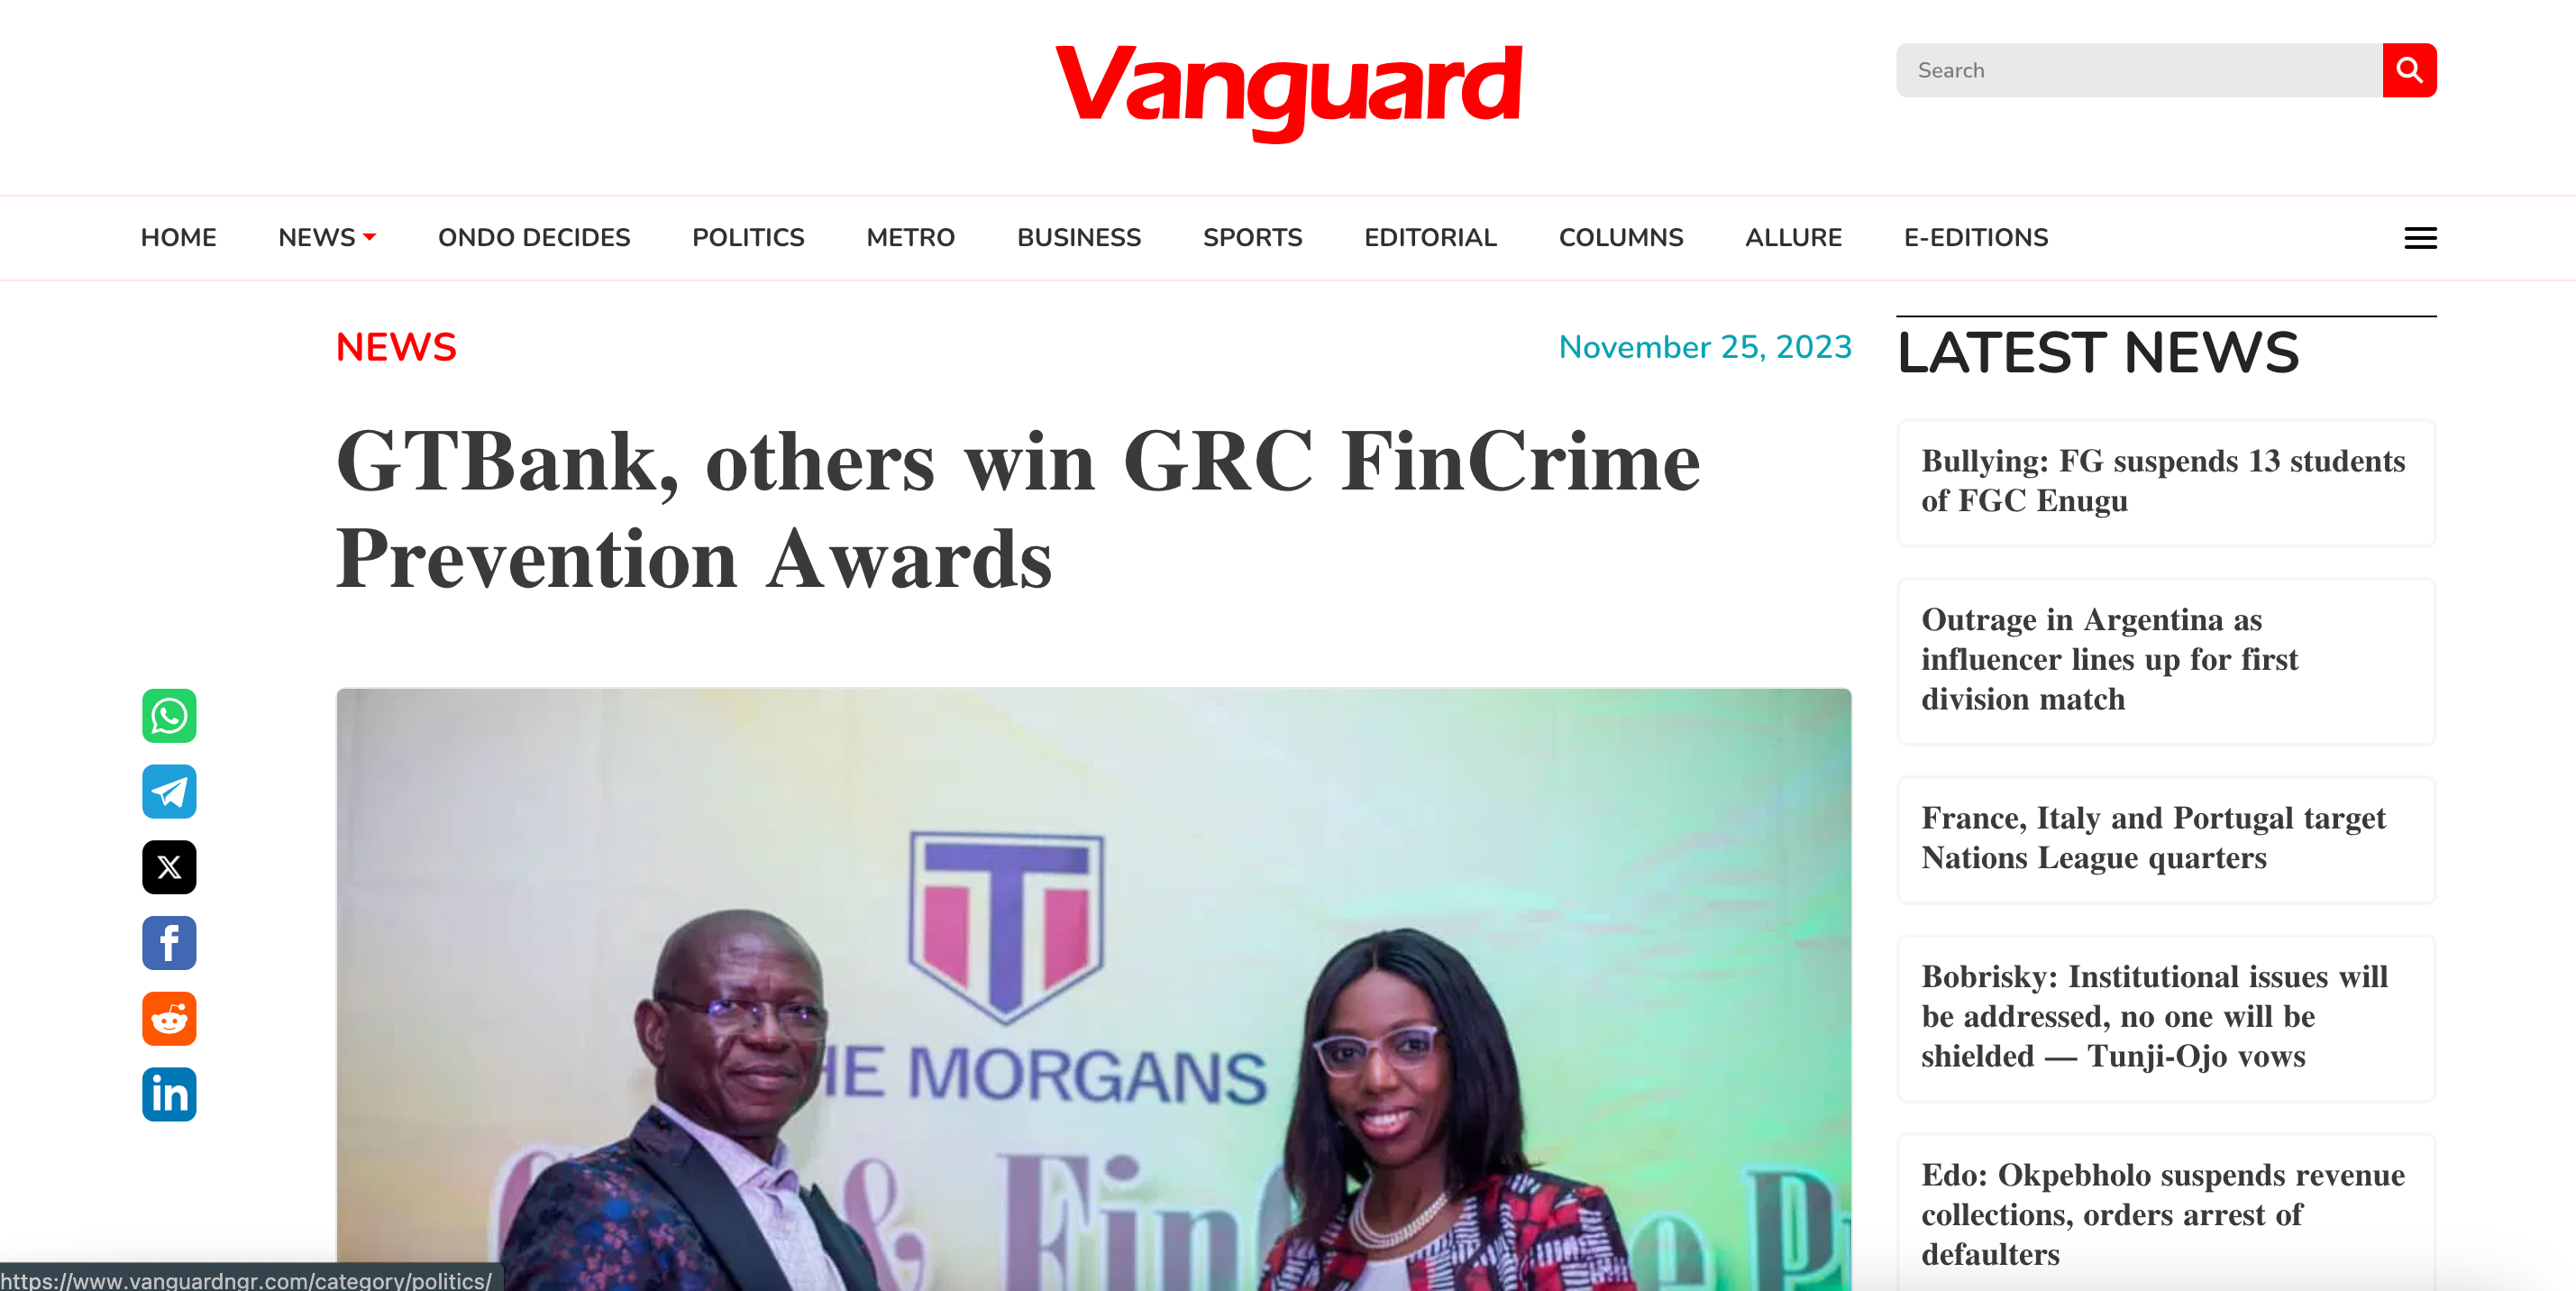 Vanguard
Search
HOME NEWS ONDO DECIDES POLITICS METRO BUSINESS SPORTS EDITORIAL COLUMNS ALLURE E-EDITIONS
NEWS
November 25, 2023
GTBank, others win GRC FinCrime
Prevention Awards
HE MORGANS
& Fin
e P
LATEST NEWS
Bullying: FG suspends 13 students
of FGC Enugu
Outrage in Argentina as
influencer lines up for first
division match
France, Italy and Portugal target
Nations League quarters
Bobrisky: Institutional issues will
be addressed, no one will be
shielded — Tunji-Ojo vows
Edo: Okpebholo suspends revenue
collections, orders arrest of
defaulters
https://www.vanguardngr.com/category/politics/